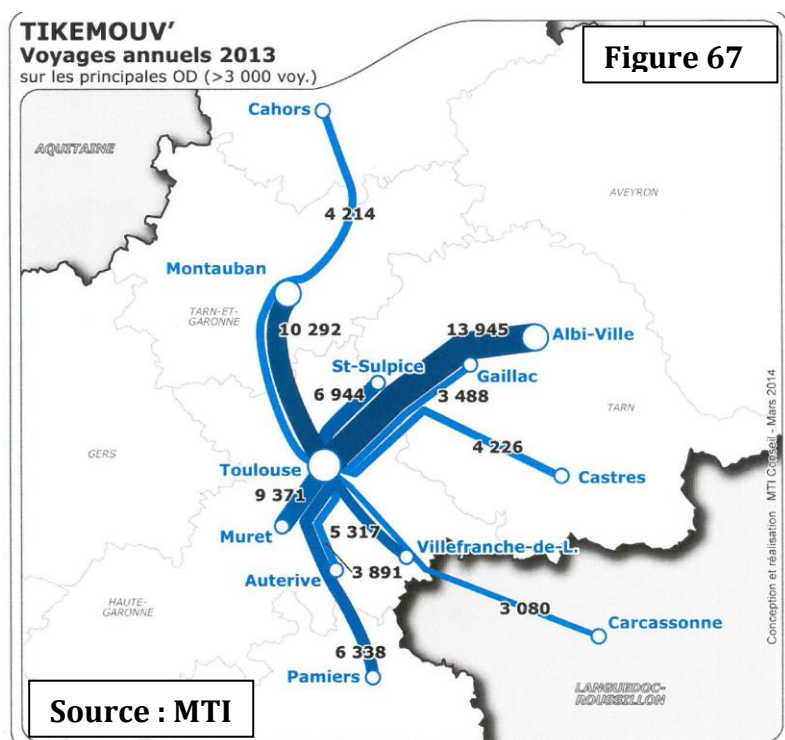 TIKEMOUV'
Voyages annuels 2013
sur les principales OD (>3 000 voy.)
Figure 67
Cahors
AQUITAINE
AVEYRON
4 214
Montauban
TARN-ET-
GARONNE
10 292
13 945
Albi-Ville
St-Sulpice
Gaillac
6 944
3 488
TARN
GERS
4 226
Toulouse
Castres
9 371
5 317
Muret
Villefranche-de-L.
3 891
Auterive
HAUTE-
GARONNE
3 080
Carcassonne
6 338
Pamiers
LANGUEDOC-
ROUSSILLON
Source : MTI
Conception et réalisation : MTI Conseil - Mars 2014